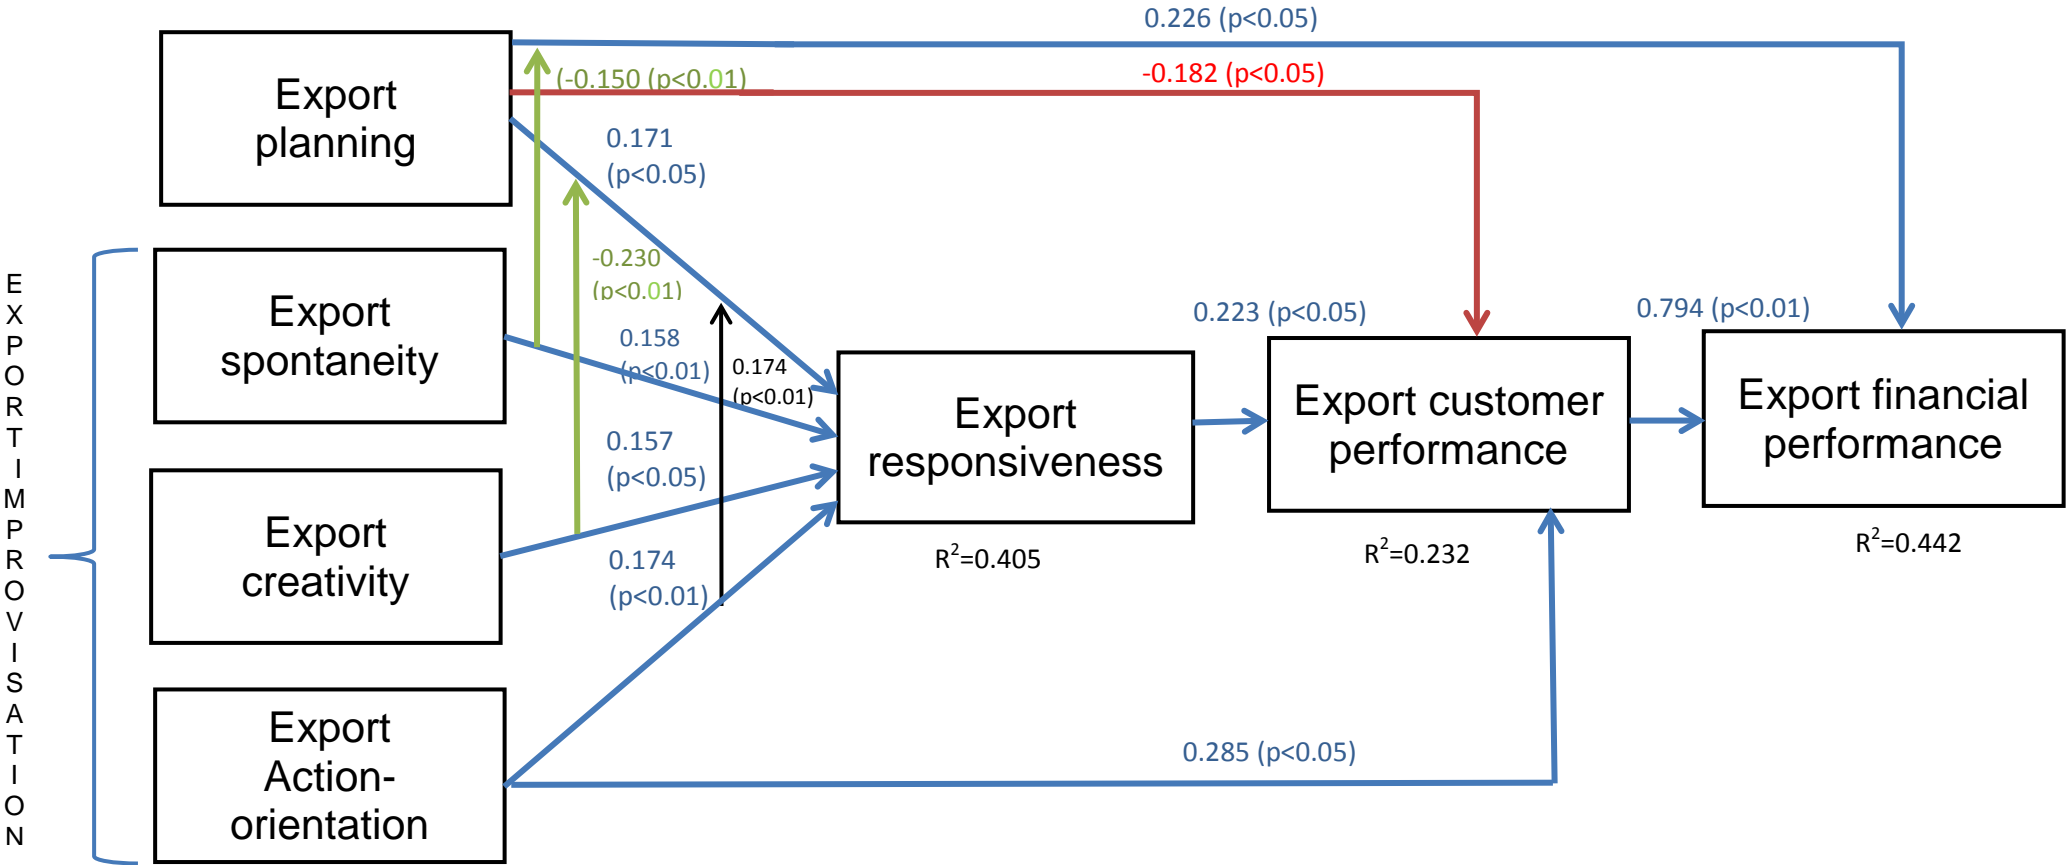 0.226 (p<0.05)
Export
planning
(-0.150 (p<0.01)
-0.182 (p<0.05)
0.171
(p<0.05)
EXPORT IMPROVISATION
Export
spontaneity
-0.230
(p<0.01)
0.158
(p<0.01)
0.174
(p<0.01)
0.223 (p<0.05)
0.794 (p<0.01)
Export
responsiveness
R²=0.405
Export customer
performance
R²=0.232
Export financial
performance
R²=0.442
Export
creativity
0.157
(p<0.05)
0.174
(p<0.01)
Export
Action-
orientation
0.285 (p<0.05)